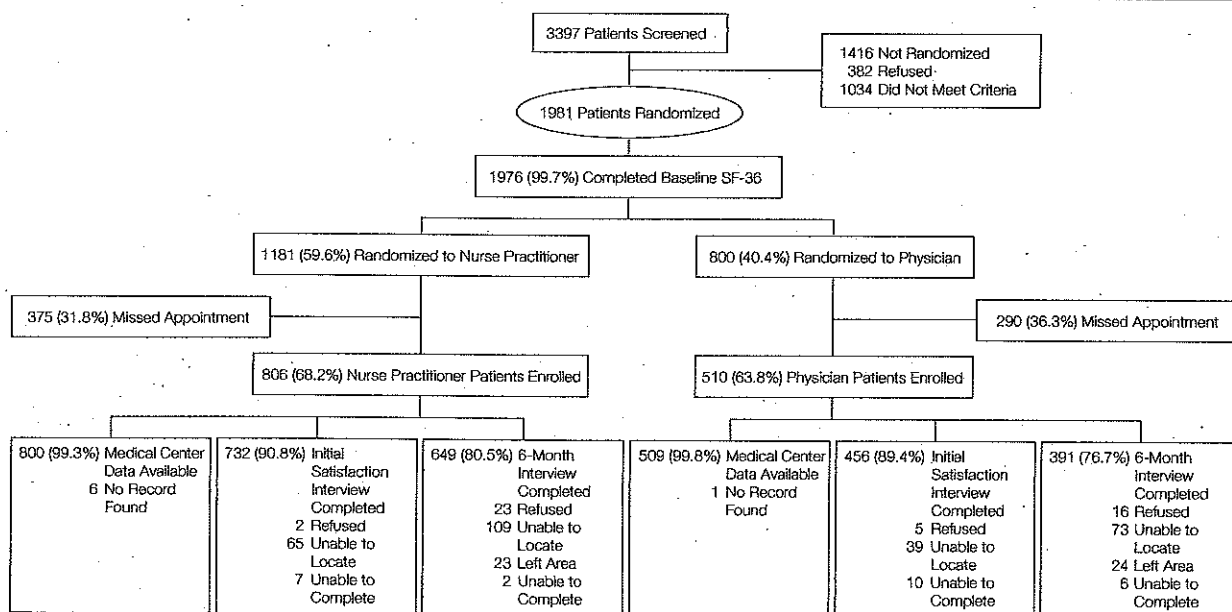 3397 Patients Screened
1416 Not Randomized
382 Refused
1034 Did Not Meet Criteria
1981 Patients Randomized
1976 (99.7%) Completed Baseline SF-36
1181 (59.6%) Randomized to Nurse Practitioner
800 (40.4%) Randomized to Physician
375 (31.8%) Missed Appointment
290 (36.3%) Missed Appointment
806 (68.2%) Nurse Practitioner Patients Enrolled
510 (63.8%) Physician Patients Enrolled
800 (99.3%) Medical Center
Data Available
6 No Record
Found
732 (90.8%) Initial
Satisfaction
Interview
Completed
2 Refused
65 Unable to
Locate
7 Unable to
Complete
649 (80.5%) 6-Month
Interview
Completed
23 Refused
109 Unable to
Locate
23 Left Area
2 Unable to
Complete
509 (99.8%) Medical Center
Data Available
1 No Record
Found
456 (89.4%) Initial
Satisfaction
Interview
Completed
5 Refused
39 Unable to
Locate
10 Unable to
Complete
391 (76.7%) 6-Month
Interview
Completed
16 Refused
73 Unable to
Locate
24 Left Area
6 Unable to
Complete